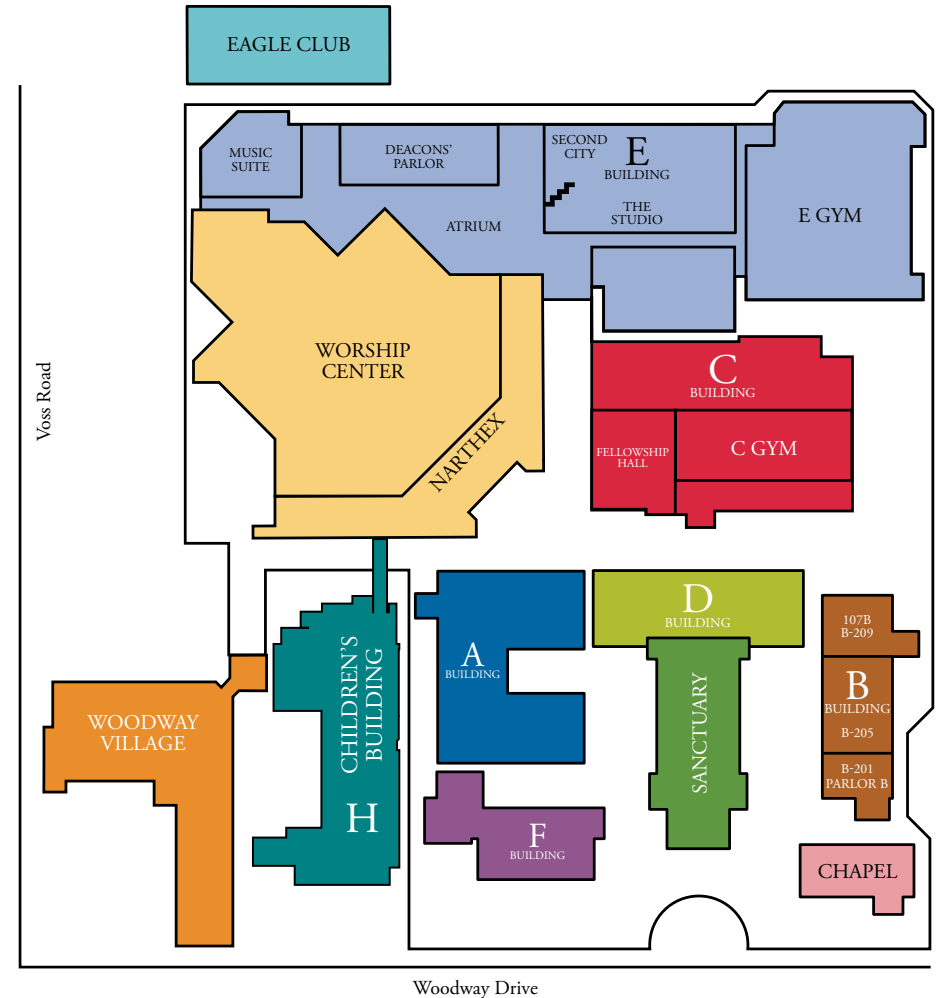 EAGLE CLUB
MUSIC
SUITE
DEACONS'
PARLOR
SECOND
CITY
E
BUILDING
THE
STUDIO
ATRIUM
E GYM
WORSHIP
CENTER
NARTHEX
C
BUILDING
FELLOWSHIP
HALL
C GYM
Voss Road
A
BUILDING
D
BUILDING
SANCTUARY
107B
B-209
B
BUILDING
B-205
B-201
PARLOR B
CHILDREN'S
BUILDING
H
WOODWAY
VILLAGE
F
BUILDING
CHAPEL
Woodway Drive